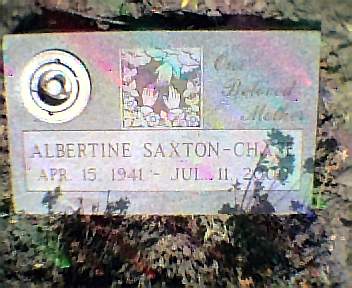 Our
Beloved
Mother
ALBERTINE SAXTON-CHASE
APR. 15, 1941 - JUL. 11,